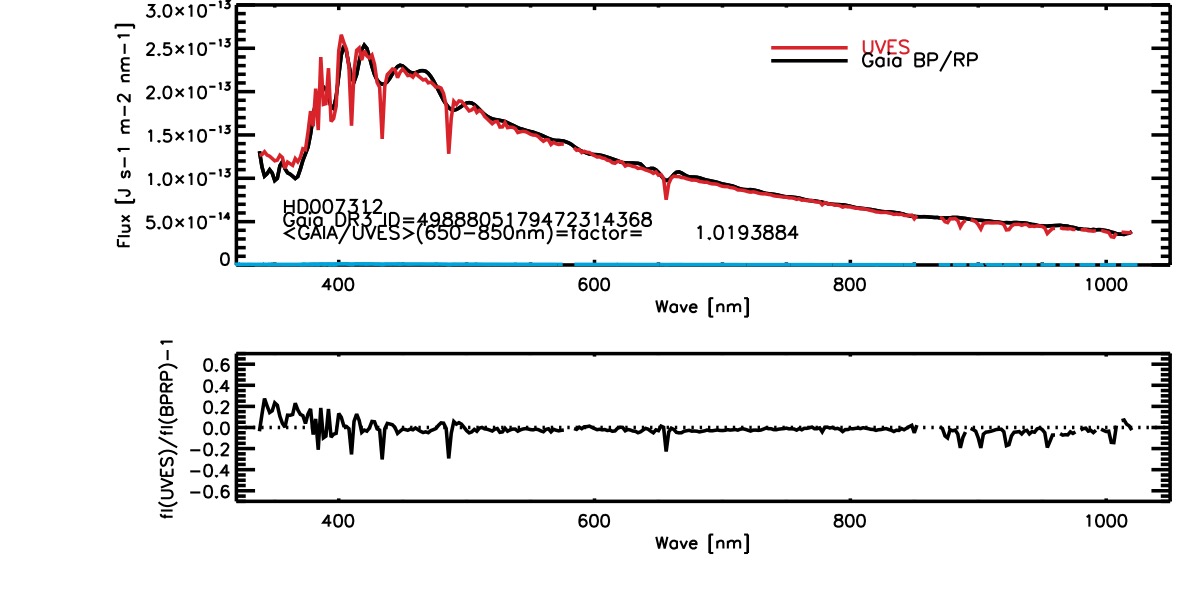 3.0×10⁻¹³
2.5×10⁻¹³
2.0×10⁻¹³
1.5×10⁻¹³
1.0×10⁻¹³
5.0×10⁻¹⁴
0
Flux [J s−1 m−2 nm−1]
UVES
Gaia BP/RP
HD007312
Gaia DR3 ID=4988805179472314368
<GAIA/UVES>(650−850nm)=factor= 1.0193884
400 600 800 1000
Wave [nm]
fl(UVES)/fl(BPRP)−1
0.6
0.4
0.2
0.0
−0.2
−0.4
−0.6
400 600 800 1000
Wave [nm]